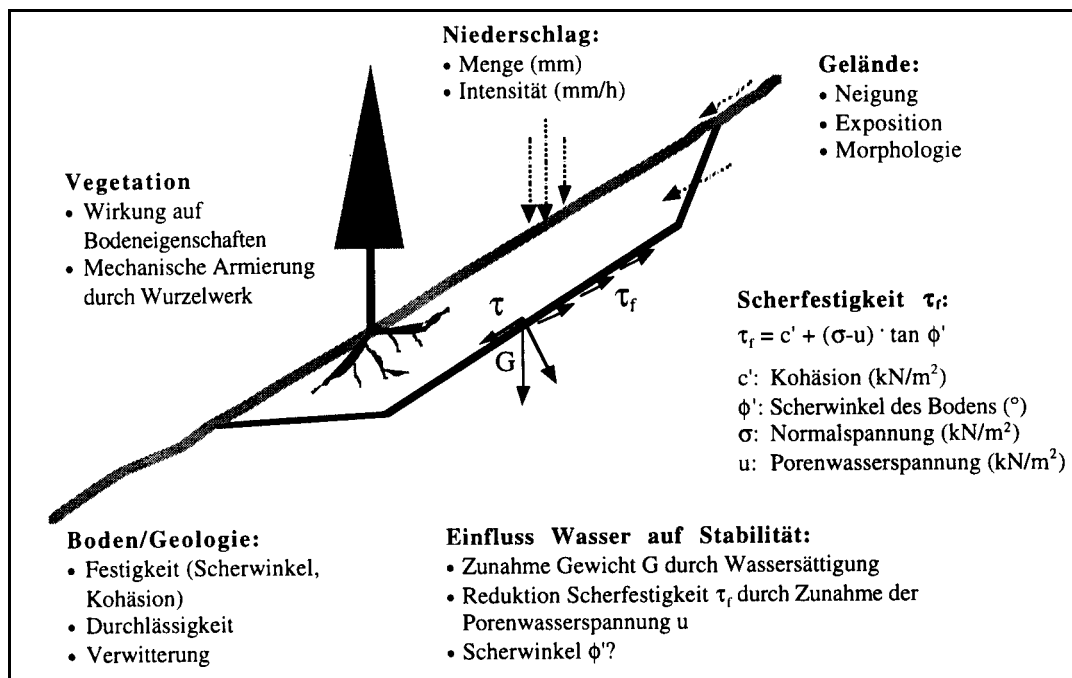 Niederschlag:
• Menge (mm)
• Intensität (mm/h)
Gelände:
• Neigung
• Exposition
• Morphologie
Vegetation
• Wirkung auf
Bodeneigenschaften
• Mechanische Armierung
durch Wurzelwerk
τ
τf
G
Scherfestigkeit τf:
τf = c' + (σ-u) · tan ϕ'
c': Kohäsion (kN/m²)
ϕ': Scherwinkel des Bodens (°)
σ: Normalspannung (kN/m²)
u: Porenwasserspannung (kN/m²)
Boden/Geologie:
• Festigkeit (Scherwinkel,
Kohäsion)
• Durchlässigkeit
• Verwitterung
Einfluss Wasser auf Stabilität:
• Zunahme Gewicht G durch Wassersättigung
• Reduktion Scherfestigkeit τf durch Zunahme der
Porenwasserspannung u
• Scherwinkel ϕ'?